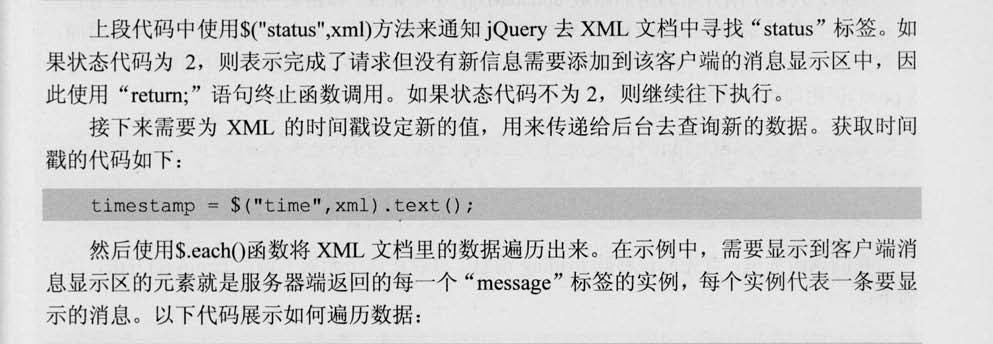 上段代码中使用$("status",xml)方法来通知 jQuery 去 XML 文档中寻找“status”标签。如
果状态代码为 2，则表示完成了请求但没有新信息需要添加到该客户端的消息显示区中，因
此使用“return;”语句终止函数调用。如果状态代码不为 2，则继续往下执行。
接下来需要为 XML 的时间戳设定新的值，用来传递给后台去查询新的数据。获取时间
戳的代码如下：
timestamp = $("time",xml).text();
然后使用$.each()函数将 XML 文档里的数据遍历出来。在示例中，需要显示到客户端消
息显示区的元素就是服务器端返回的每一个“message”标签的实例，每个实例代表一条要显
示的消息。以下代码展示如何遍历数据：